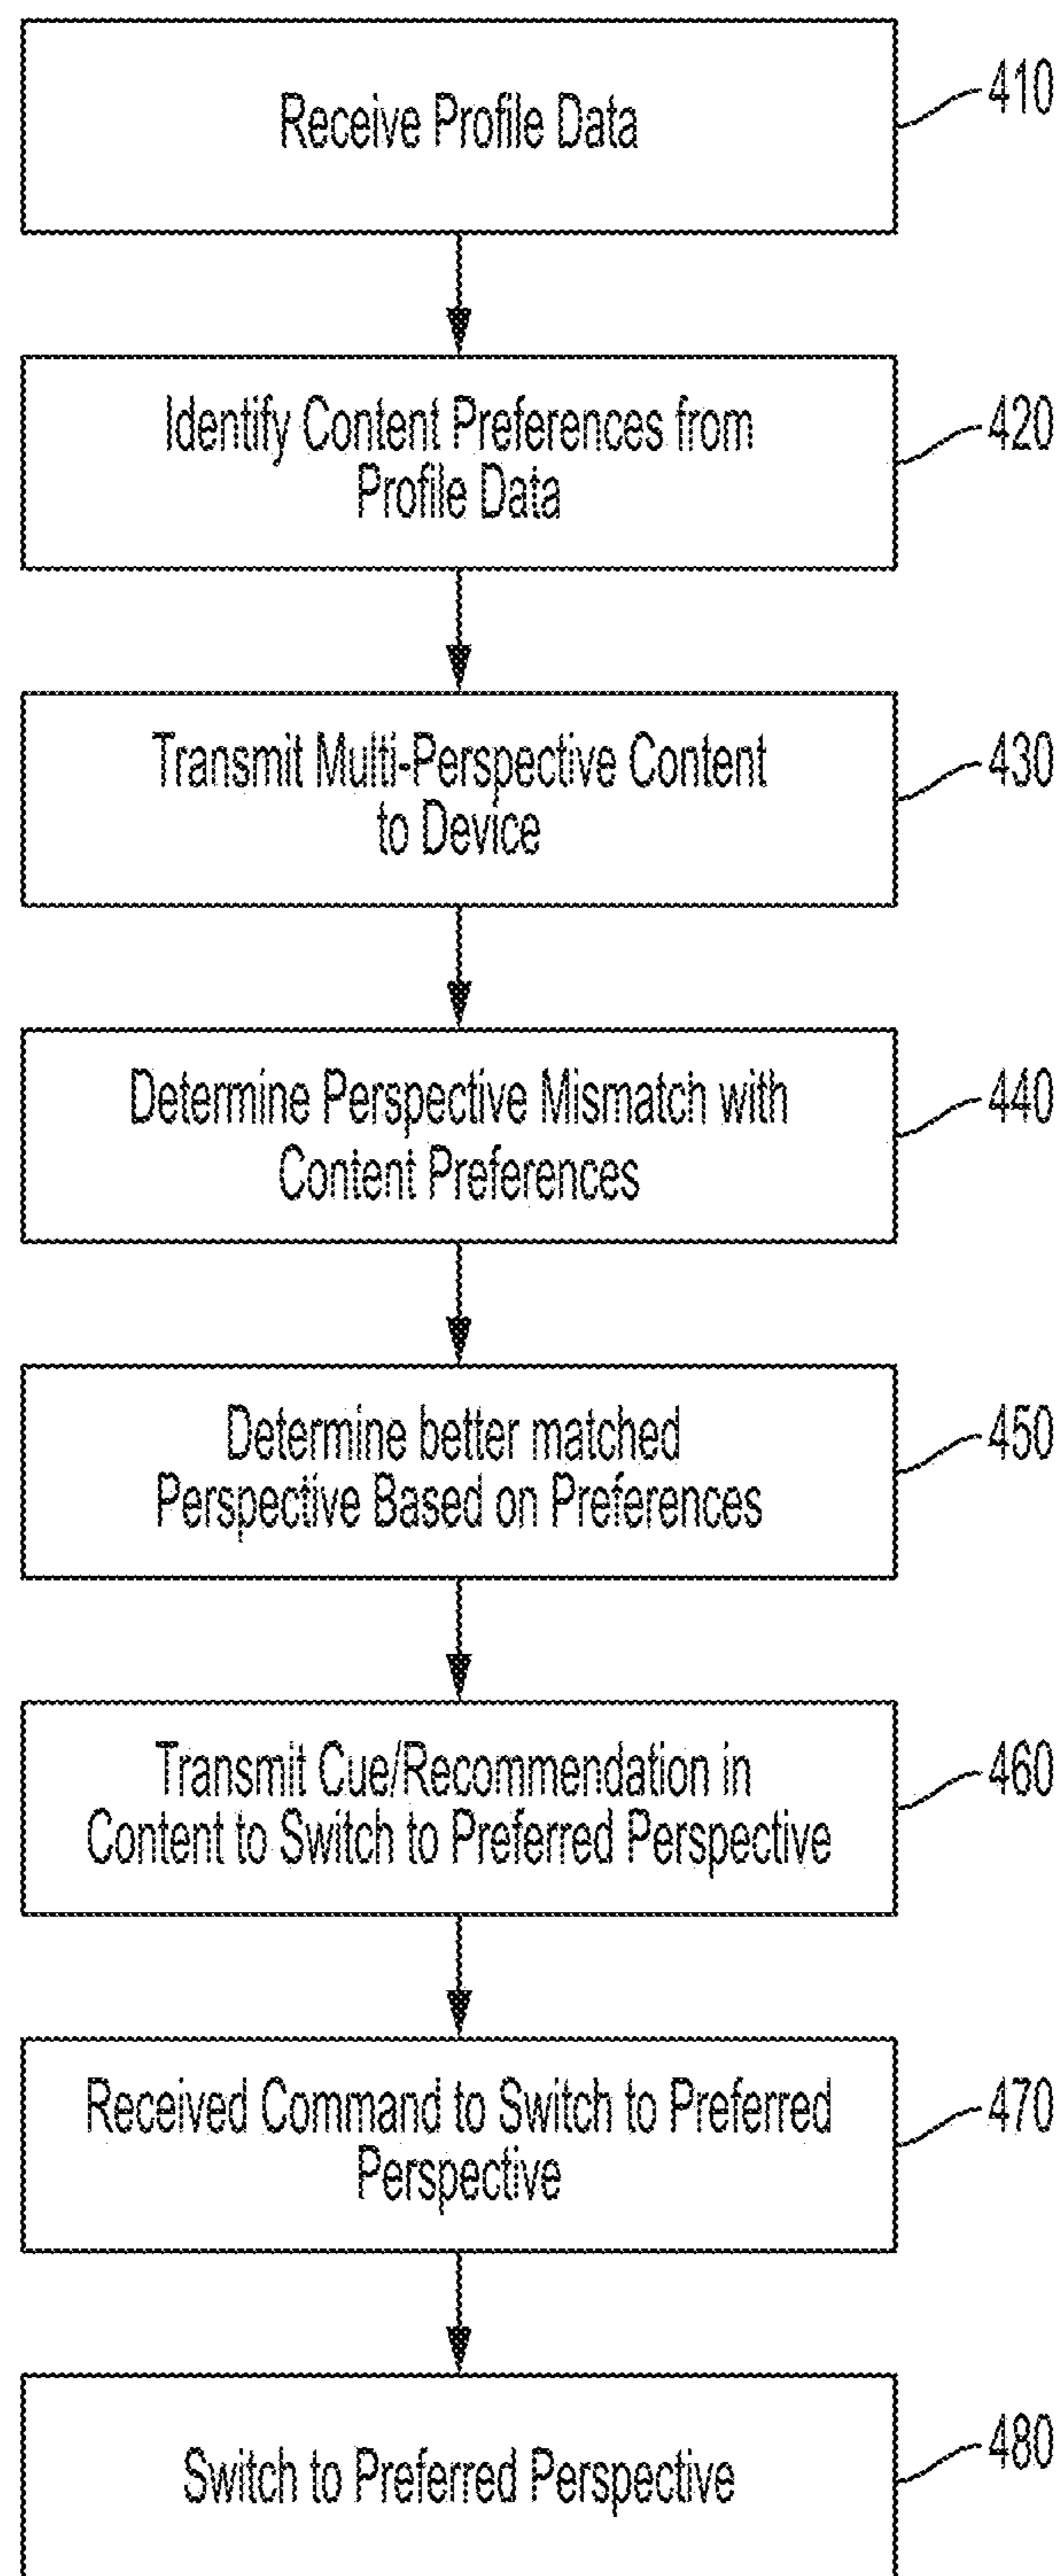 Receive Profile Data
410
Identify Content Preferences from
Profile Data
420
Transmit Multi-Perspective Content
to Device
430
Determine Perspective Mismatch with
Content Preferences
440
Determine better matched
Perspective Based on Preferences
450
Transmit Cue/Recommendation in
Content to Switch to Preferred Perspective
460
Received Command to Switch to Preferred
Perspective
470
Switch to Preferred Perspective
480